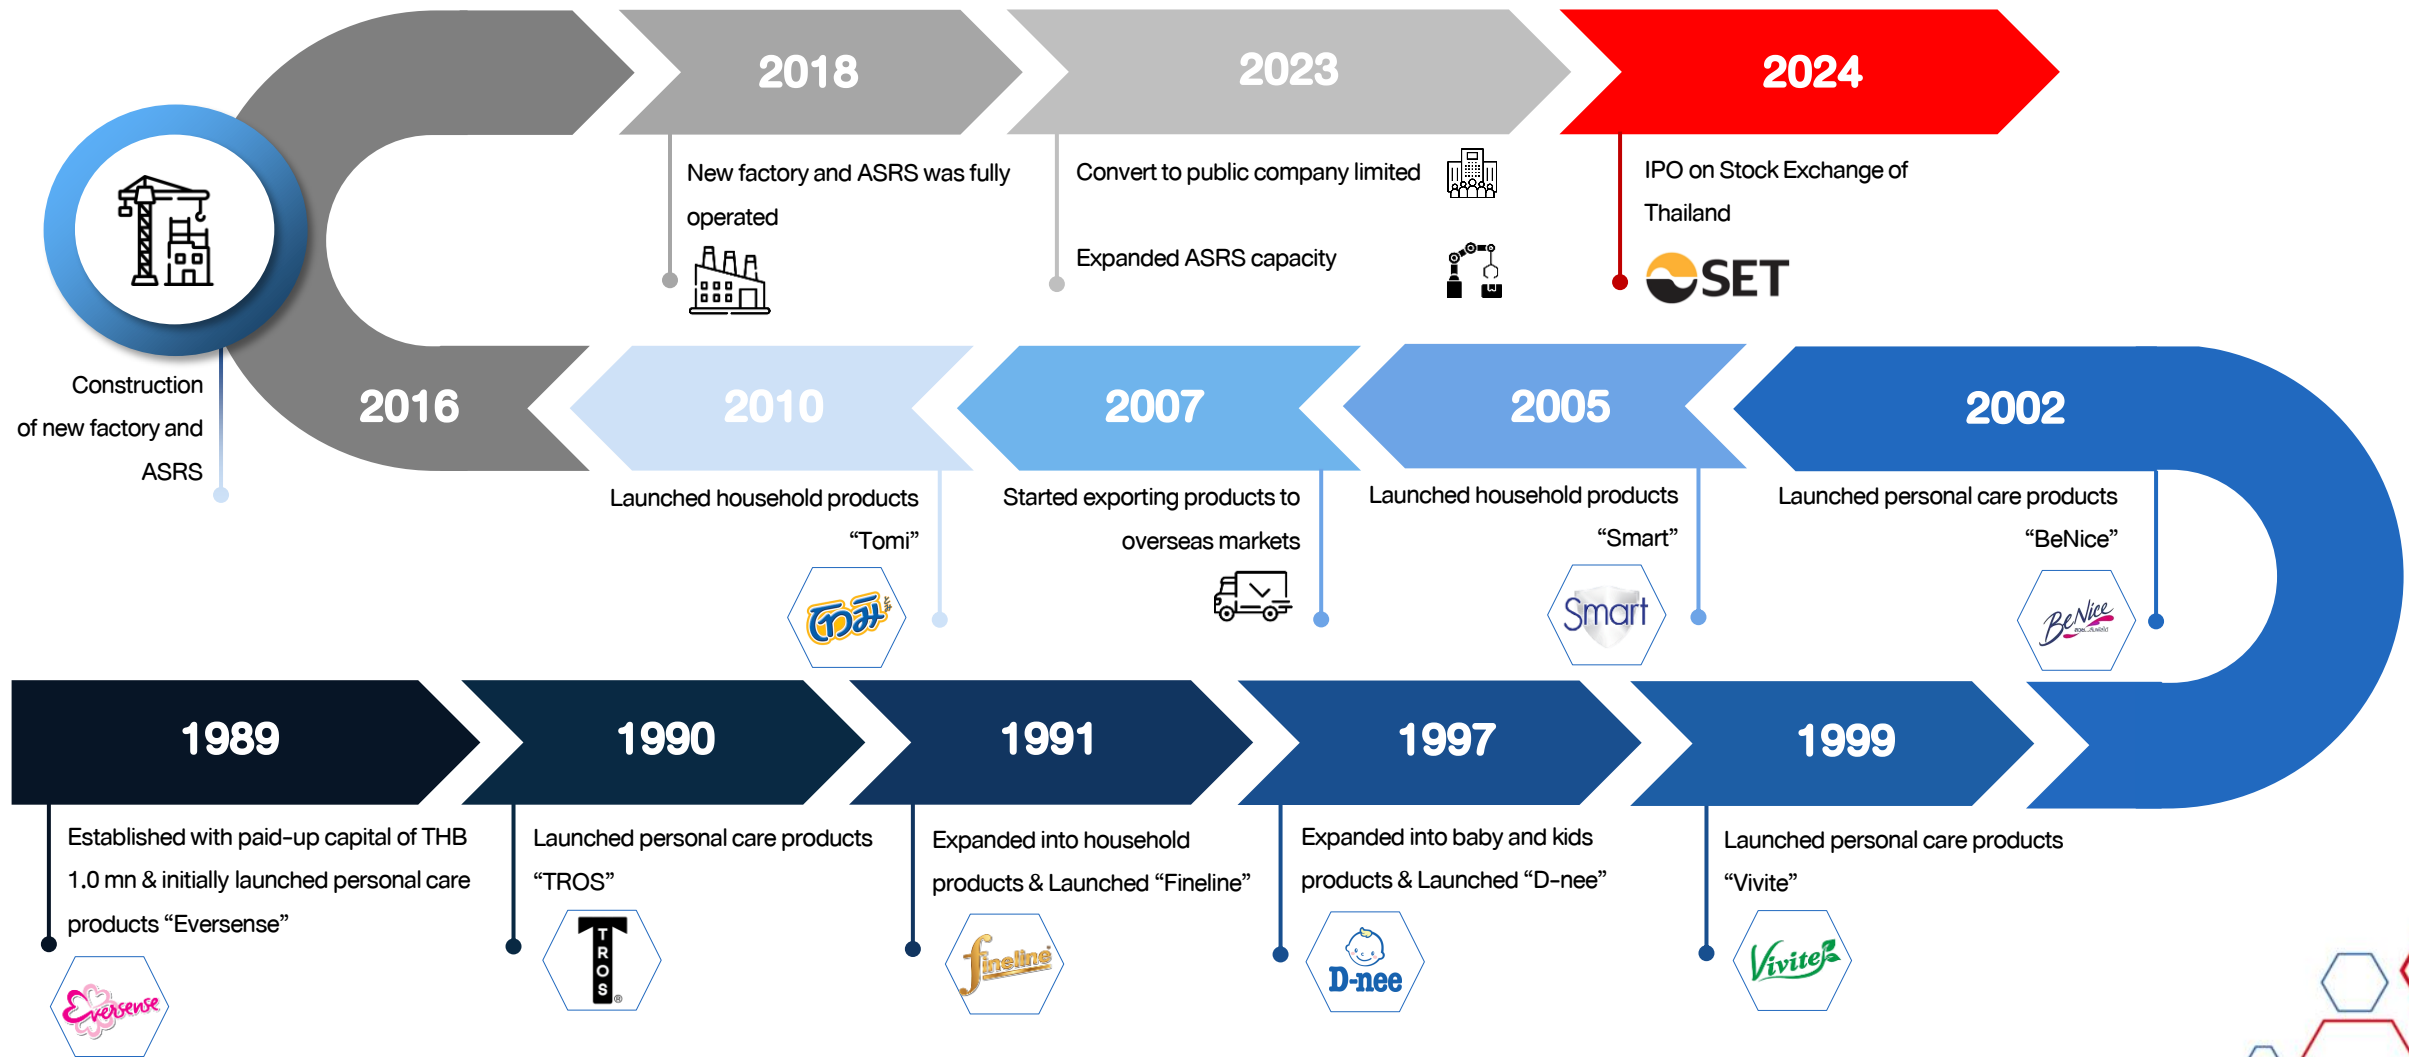 2018
2023
2024
New factory and ASRS was fully
operated
Convert to public company limited
Expanded ASRS capacity
IPO on Stock Exchange of
Thailand
SET
Construction
of new factory and
ASRS
2016
2010
2007
2005
2002
Launched household products
“Tomi”
โทมิ
Started exporting products to
overseas markets
Launched household products
“Smart”
Smart
Launched personal care products
“BeNice”
BeNice
1989
1990
1991
1997
1999
Established with paid-up capital of THB
1.0 mn & initially launched personal care
products “Eversense”
Eversense
Launched personal care products
“TROS”
TROS®
Expanded into household
products & Launched “Fineline”
fineline
Expanded into baby and kids
products & Launched “D-nee”
D-nee
Launched personal care products
“Vivite”
Vivite